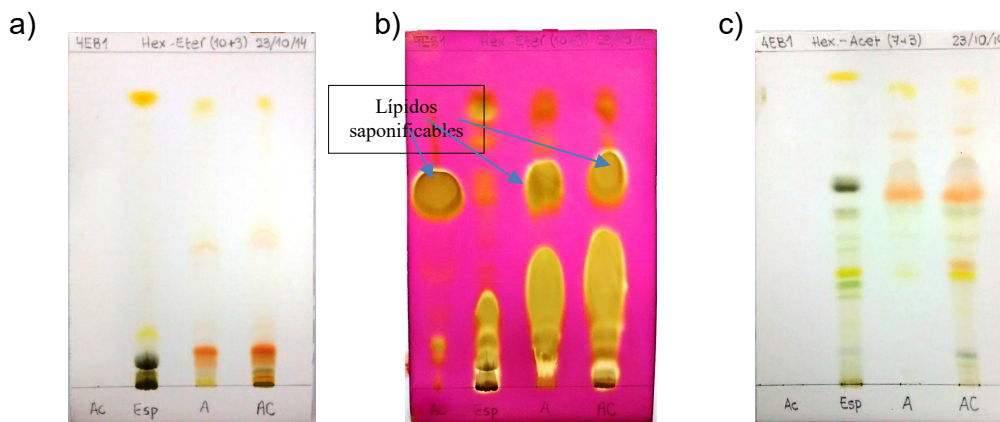 a)
4EB1 Hex-Eter (10+3) 23/10/14
Ac Esp A AC
b)
4EB1 Hex-Eter (10+3)
Lípidos
saponificables
Ac Esp A AC
c)
4EB1 Hex.-Acet (7+3) 23/10/14
Ac Esp A AC